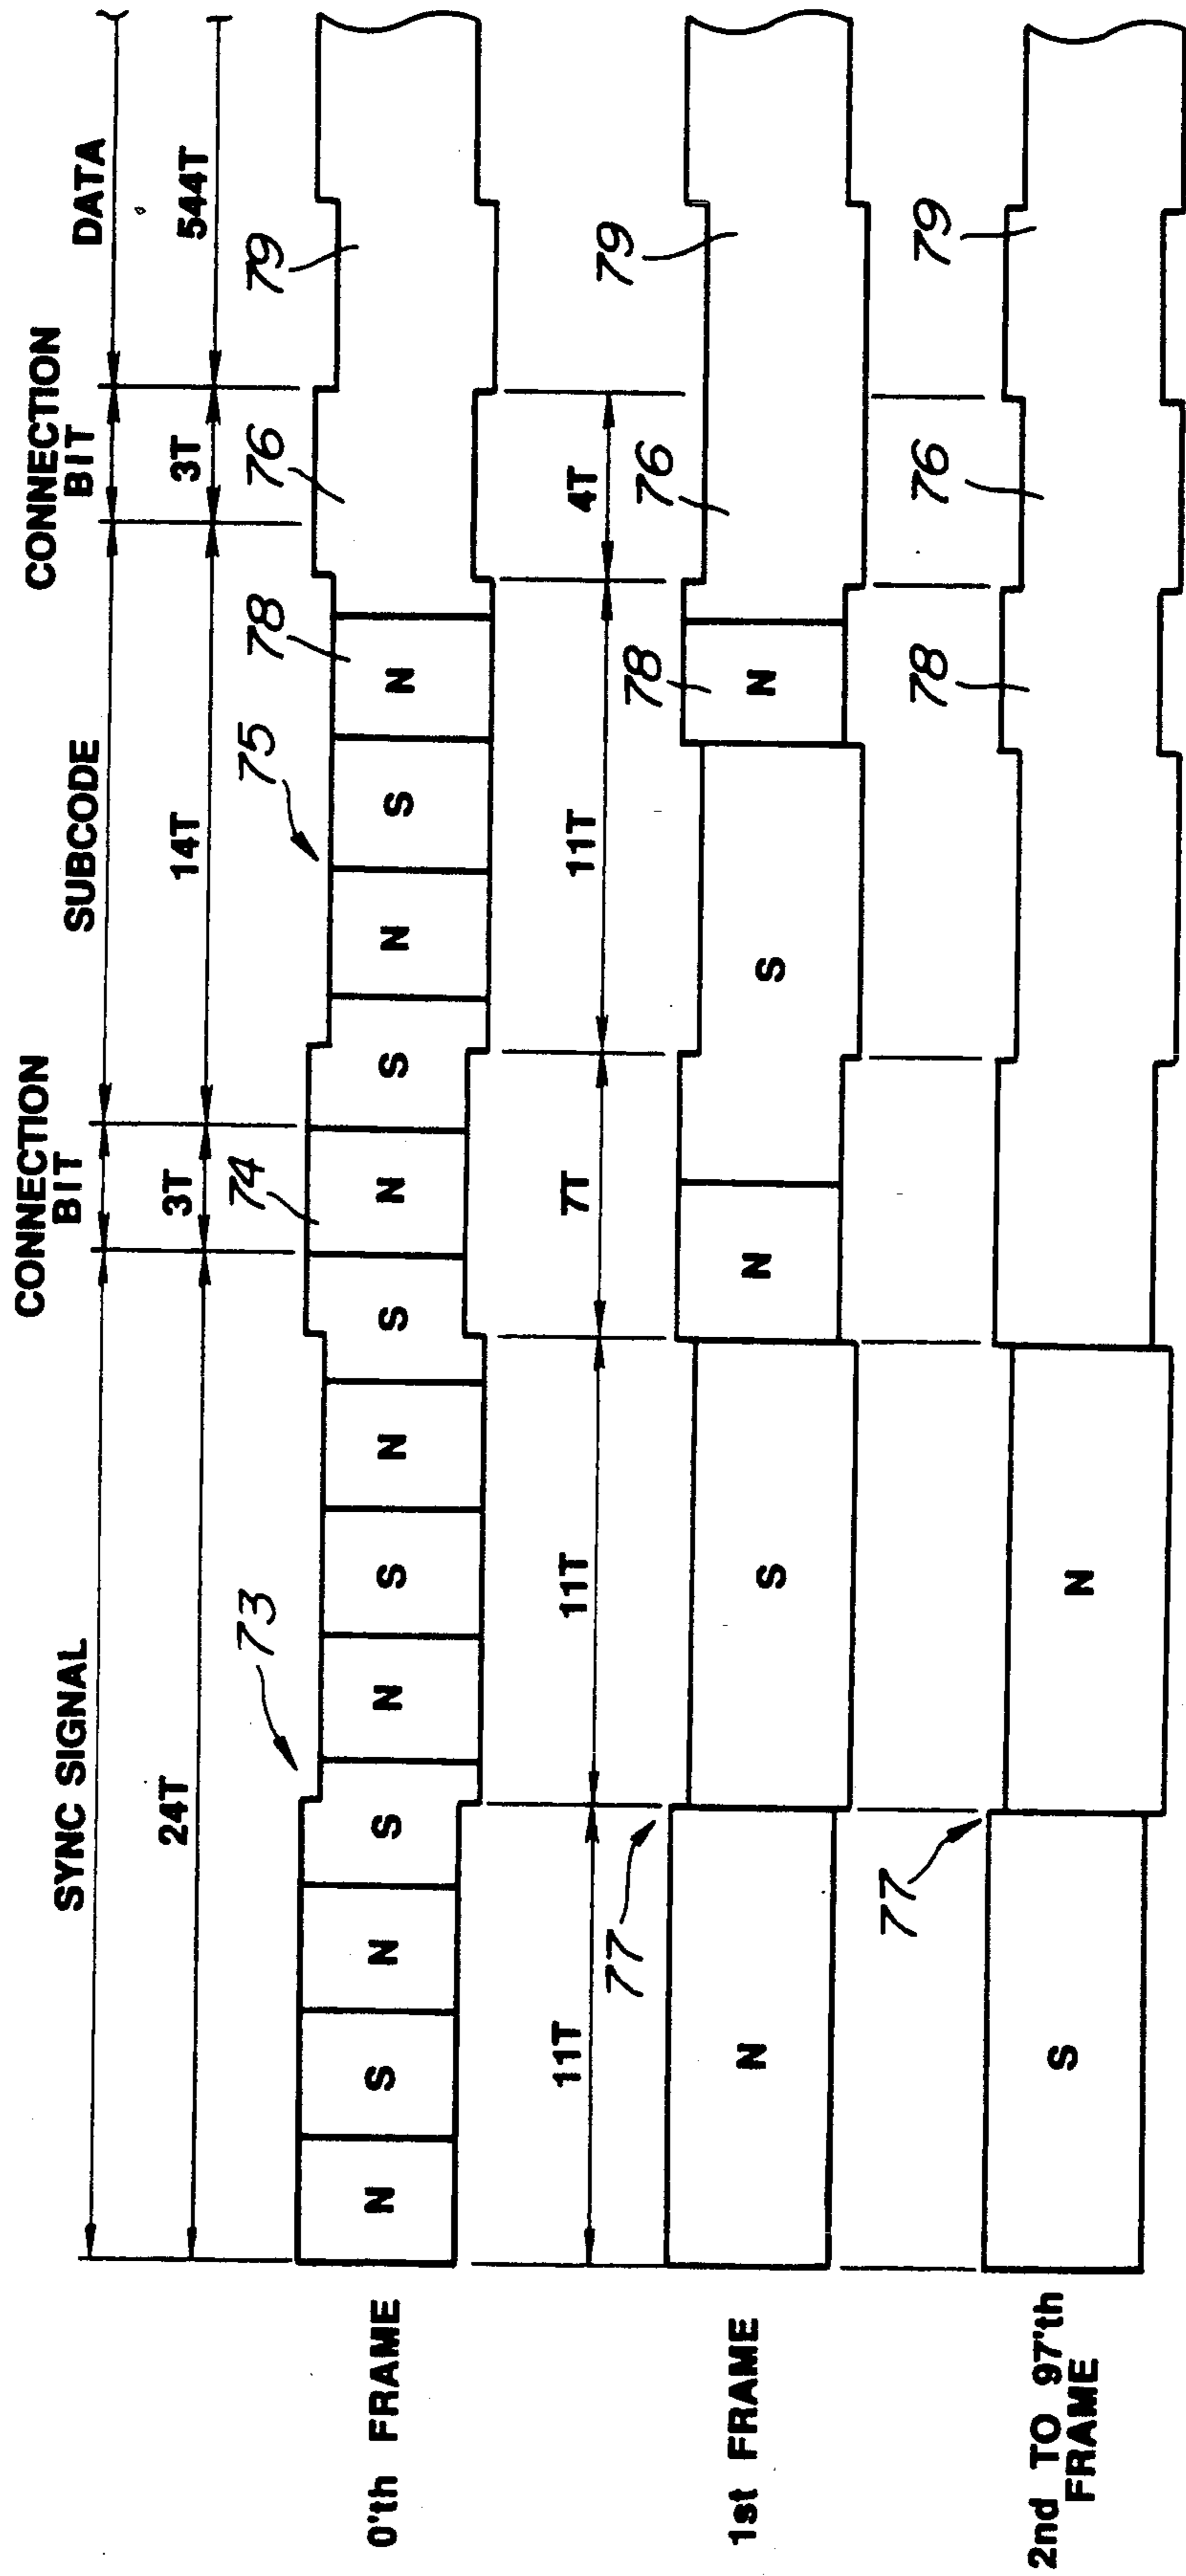 SYNC SIGNAL
CONNECTION
BIT
SUBCODE
CONNECTION
BIT
DATA
24T
3T
14T
3T
544T
73
74
75
78
76
79
0'th FRAME
N
S
N
S
N
S
N
S
N
S
N
S
N
11T
11T
7T
11T
4T
77
78
76
79
1st FRAME
N
S
N
S
N
77
78
76
79
2nd TO 97'th
FRAME
S
N